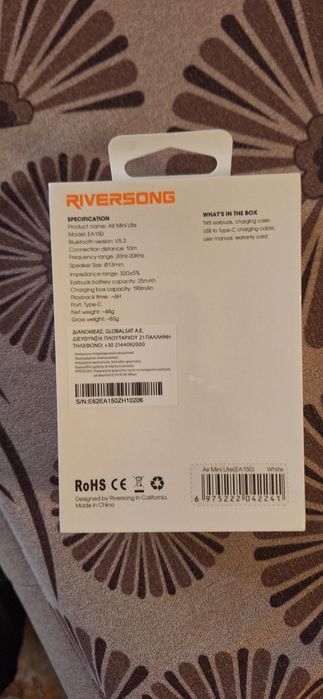 RIVERSONG
SPECIFICATION
Product name: Air Mini Lite
Model: EA150
Bluetooth version: V5.3
Connection distance: 10m
Frequency range: 20Hz-20KHz
Speaker Size: Ø13mm
Impedance range: 32Ω±5%
Earbuds battery capacity: 25mAh
Charging box capacity: 190mAh
Playback time: ~6H
Port: Type-C
Net weight: ~44g
Gross weight: ~85g
WHAT'S IN THE BOX
TWS earbuds, charging case,
USB to Type-C charging cable,
user manual, warranty card
ΔΙΑΝΟΜΕΑΣ: GLOBALSAT A.E.
ΔΙΕΥΘΥΝΣΗ: ΠΛΟΥΤΑΡΧΟΥ 21 ΠΑΛΛΗΝΗ
ΤΗΛΕΦΩΝΟ: +30 2144092000
S/N:E62EA150ZH10206
RoHS CE
Designed by Riversong in California.
Made in China
Air Mini Lite(EA150) White
6 975222 042241